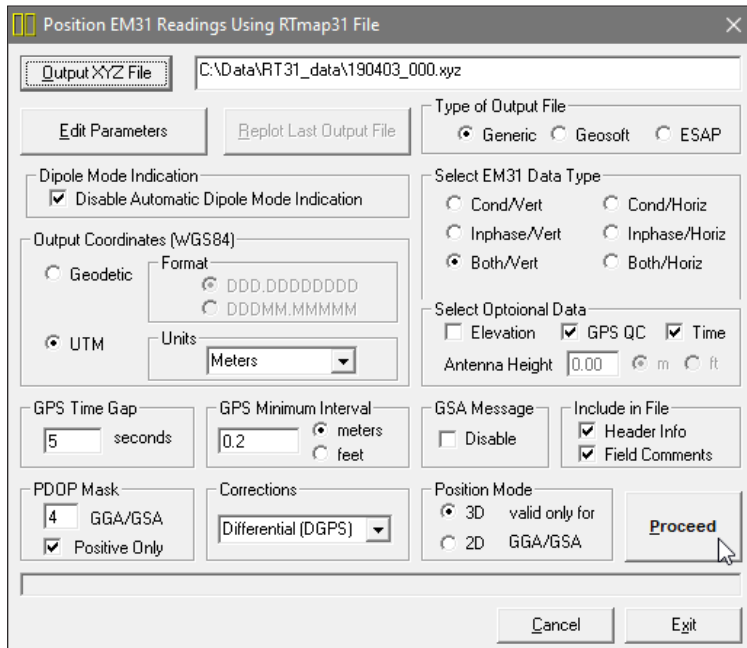 Position EM31 Readings Using RTmap31 File
Output XYZ File
C:\Data\RT31_data\190403_000.xyz
Edit Parameters
Replot Last Output File
Type of Output File
Generic Geosoft ESAP
Dipole Mode Indication
Disable Automatic Dipole Mode Indication
Select EM31 Data Type
Cond/Vert Cond/Horiz
Inphase/Vert Inphase/Horiz
Both/Vert Both/Horiz
Output Coordinates (WGS84)
Geodetic
Format
DDD.DDDDDDDD
DDDMM.MMMMM
UTM
Units
Meters
Select Optoional Data
Elevation GPS QC Time
Antenna Height 0.00 m ft
GPS Time Gap
5 seconds
GPS Minimum Interval
0.2 meters
feet
GSA Message
Disable
Include in File
Header Info
Field Comments
PDOP Mask
4 GGA/GSA
Positive Only
Corrections
Differential (DGPS)
Position Mode
3D valid only for
2D GGA/GSA
Proceed
Cancel
Exit